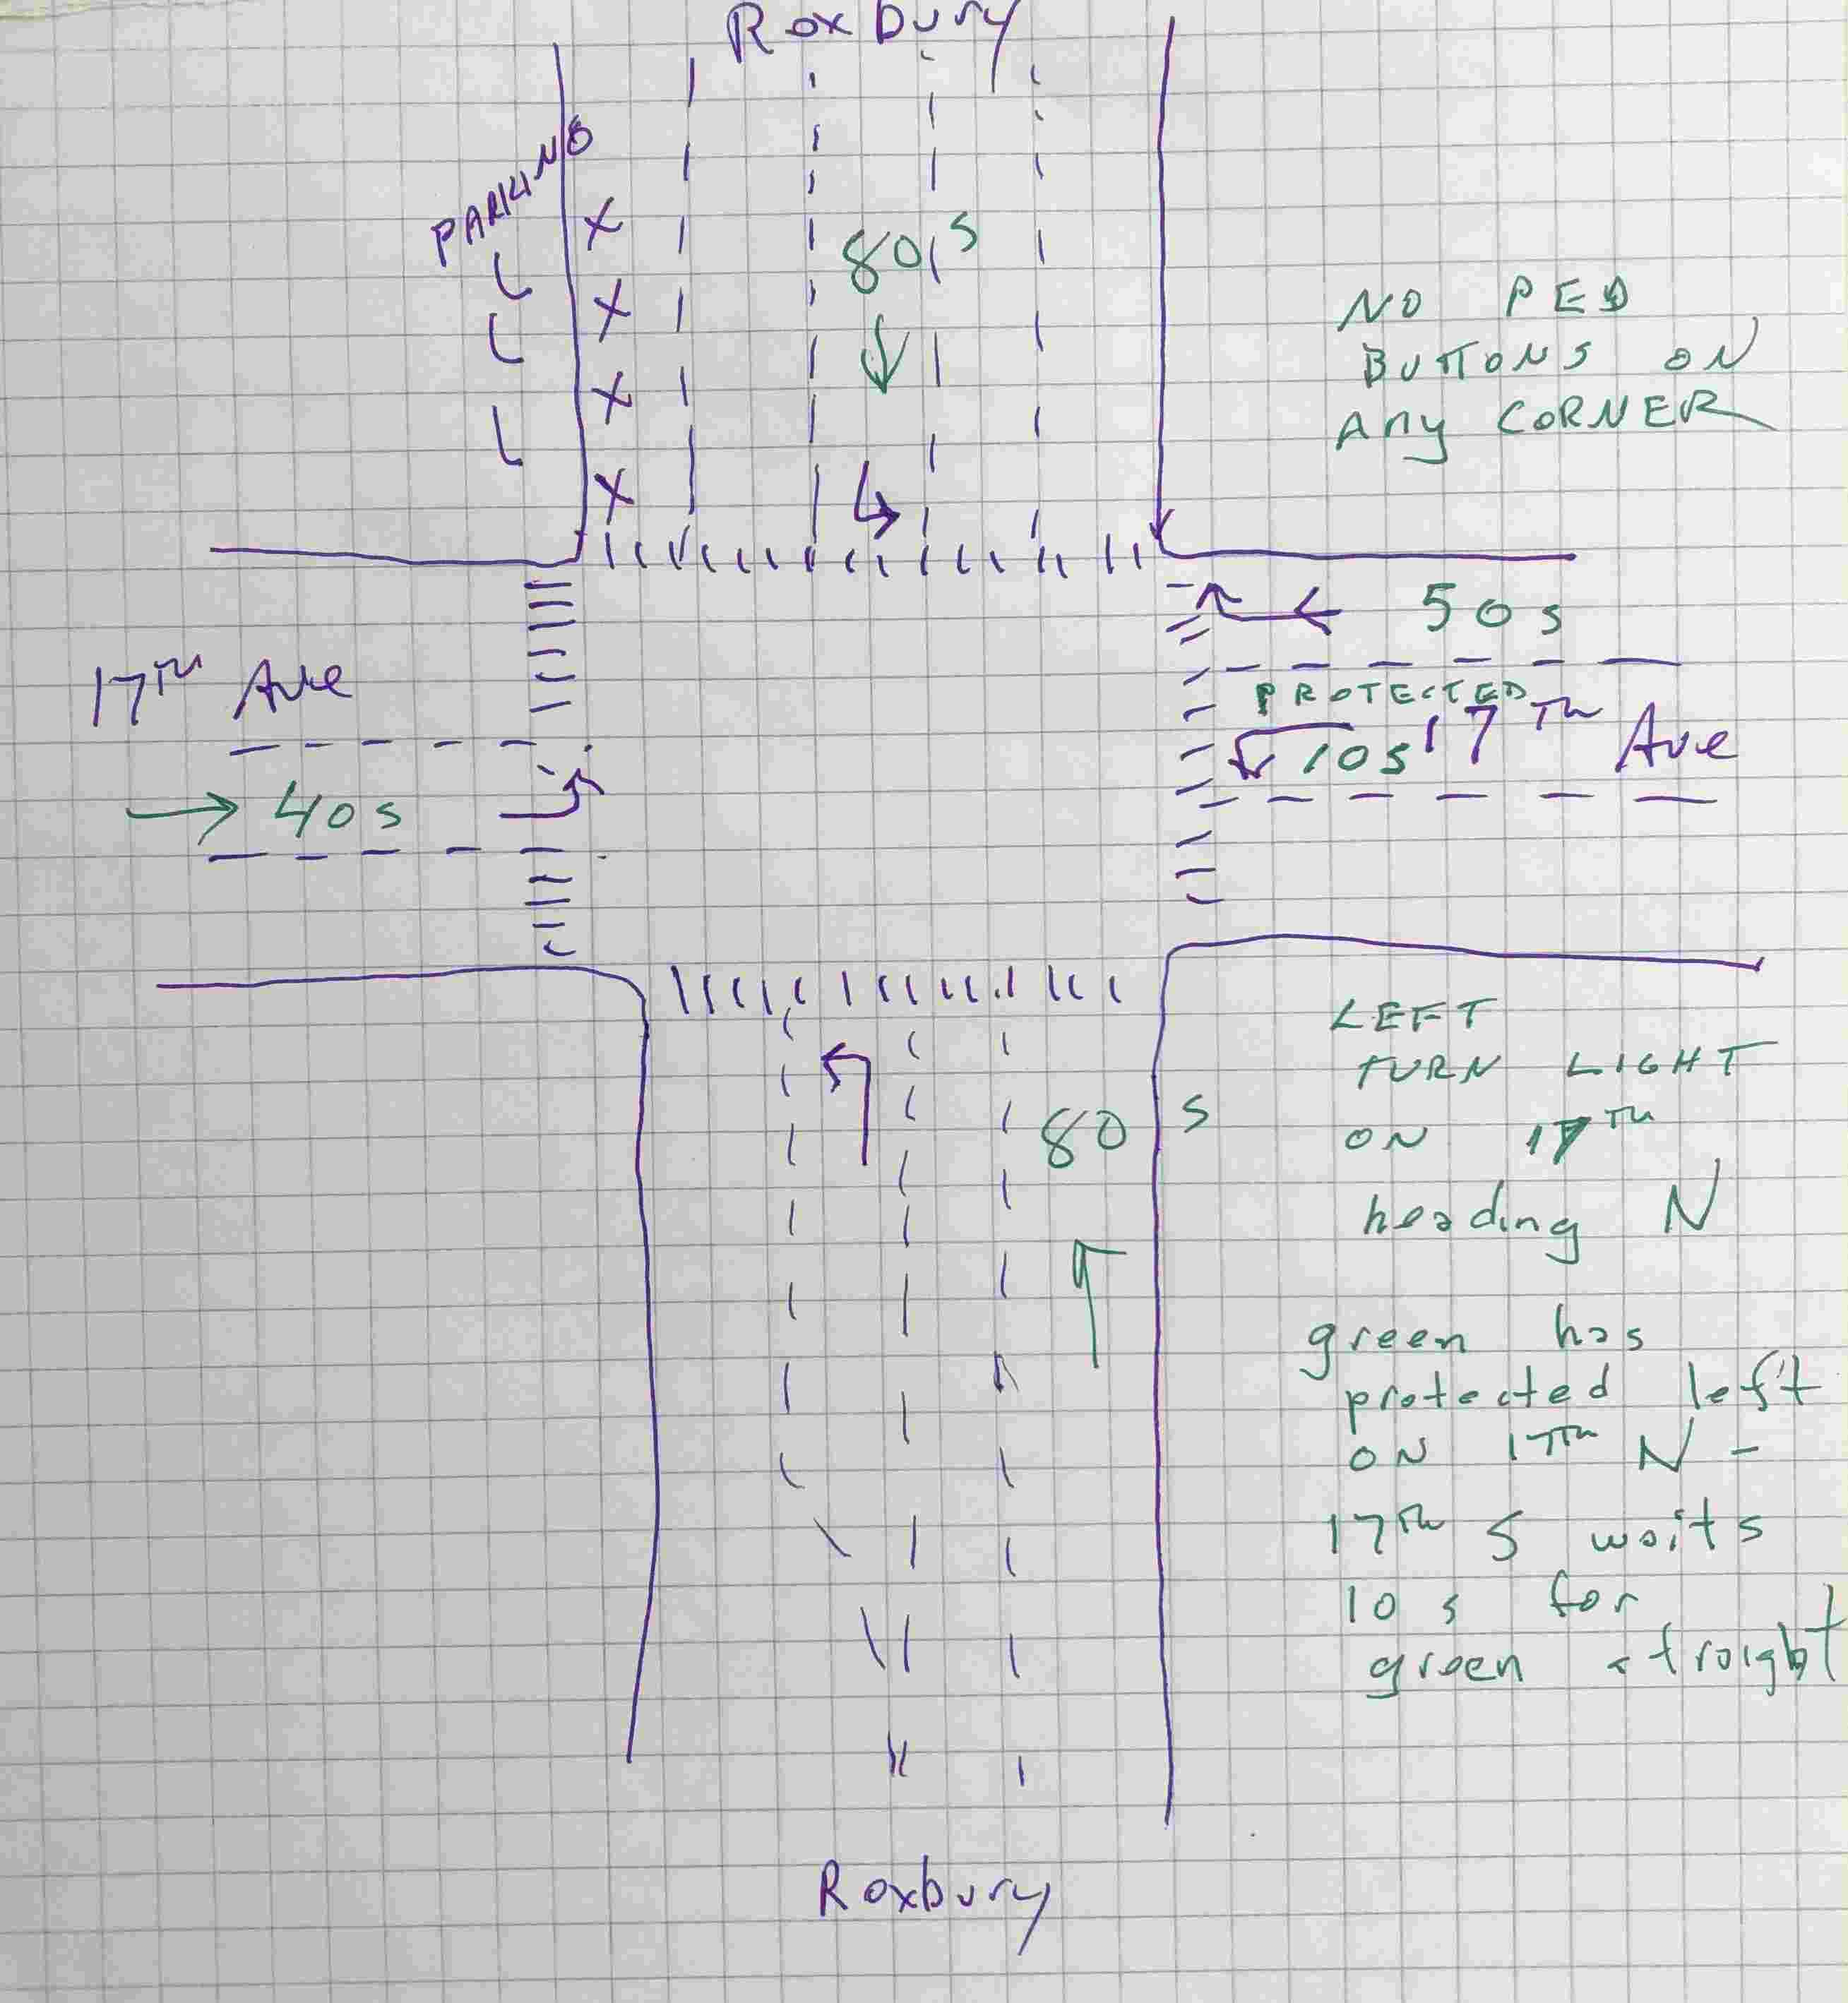 Roxbury
PARKING
80 s
NO PED
BUTTONS ON
ANY CORNER
50 s
17TH Ave
PROTECTED
10s
17TH Ave
40s
LEFT
TURN LIGHT
ON 17TH
heading N
80 s
green has
protected left
ON 17TH N -
17TH S waits
10 s for
green straight
Roxbury